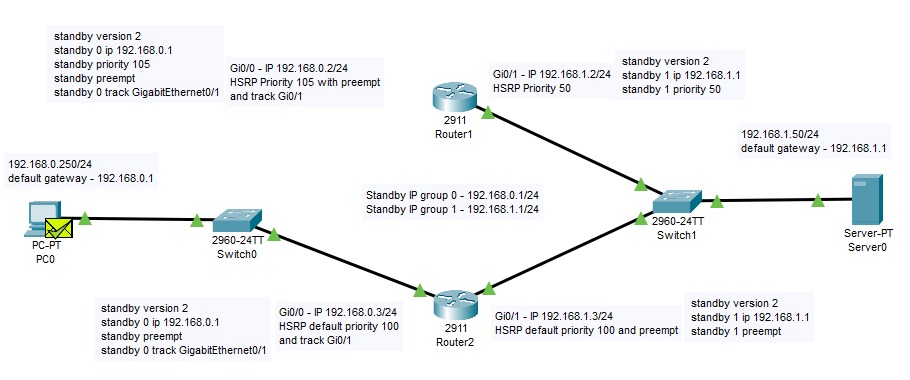 standby version 2
standby 0 ip 192.168.0.1
standby priority 105
standby preempt
standby 0 track GigabitEthernet0/1
Gi0/0 - IP 192.168.0.2/24
HSRP Priority 105 with preempt
and track Gi0/1
2911
Router1
Gi0/1 - IP 192.168.1.2/24
HSRP Priority 50
standby version 2
standby 1 ip 192.168.1.1
standby 1 priority 50
192.168.1.50/24
default gateway - 192.168.1.1
192.168.0.250/24
default gateway - 192.168.0.1
PC-PT
PC0
2960-24TT
Switch0
Standby IP group 0 - 192.168.0.1/24
Standby IP group 1 - 192.168.1.1/24
2960-24TT
Switch1
Server-PT
Server0
standby version 2
standby 0 ip 192.168.0.1
standby preempt
standby 0 track GigabitEthernet0/1
Gi0/0 - IP 192.168.0.3/24
HSRP default priority 100
and track Gi0/1
2911
Router2
Gi0/1 - IP 192.168.1.3/24
HSRP default priority 100 and preempt
standby version 2
standby 1 ip 192.168.1.1
standby 1 preempt